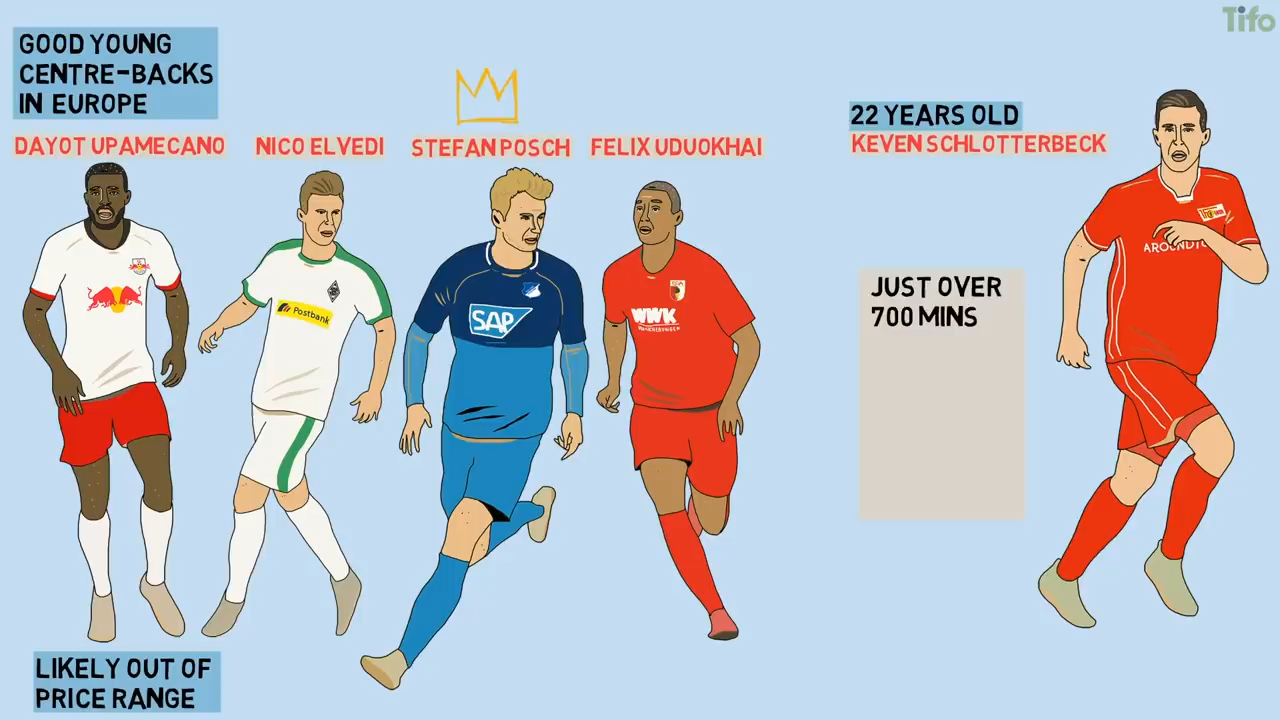 Tifo
GOOD YOUNG
CENTRE-BACKS
IN EUROPE
DAYOT UPAMECANO
NICO ELVEDI
STEFAN POSCH
FELIX UDUOKHAI
22 YEARS OLD
KEVEN SCHLOTTERBECK
Postbank
SAP
WWK
AROUNDTO
JUST OVER
700 MINS
LIKELY OUT OF
PRICE RANGE